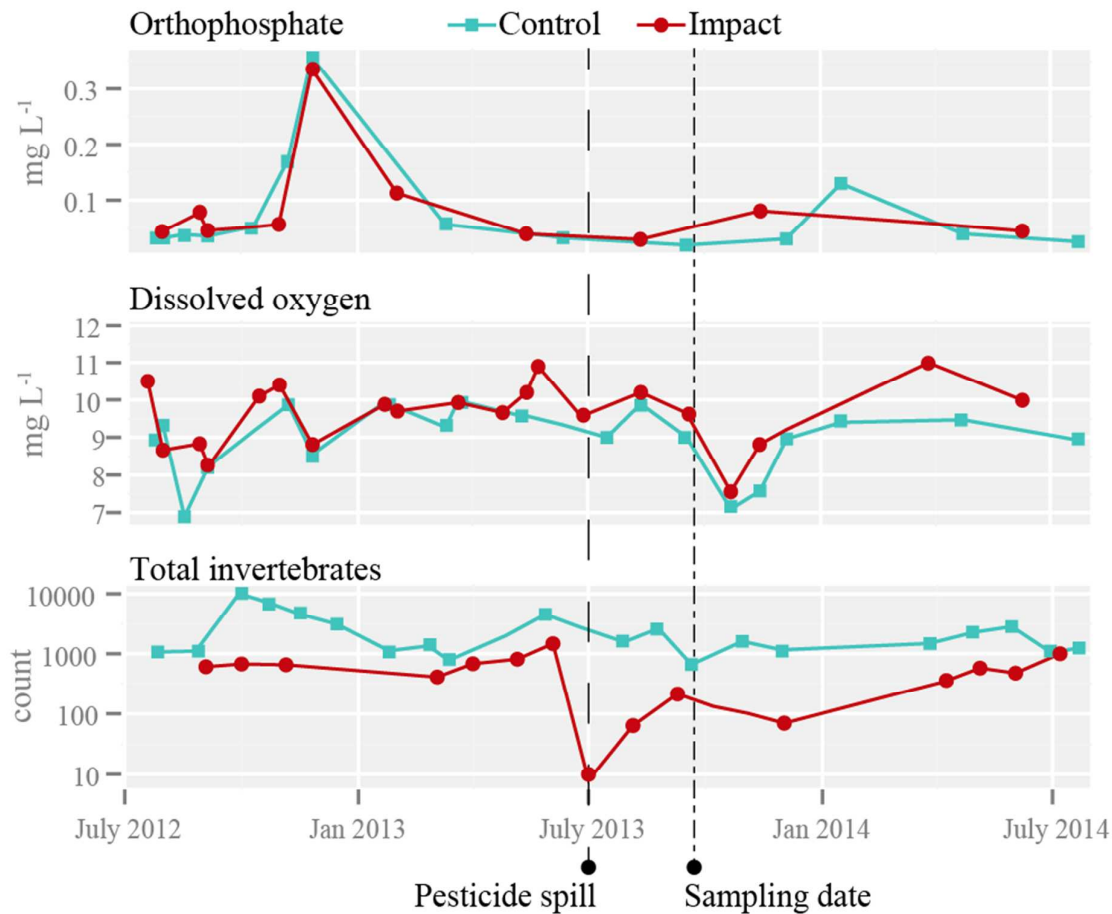 Orthophosphate Control Impact
mg L⁻¹
0.3
0.2
0.1
Dissolved oxygen
mg L⁻¹
12
11
10
9
8
7
Total invertebrates
count
10000
1000
100
10
July 2012 Jan 2013 July 2013 Jan 2014 July 2014
Pesticide spill Sampling date